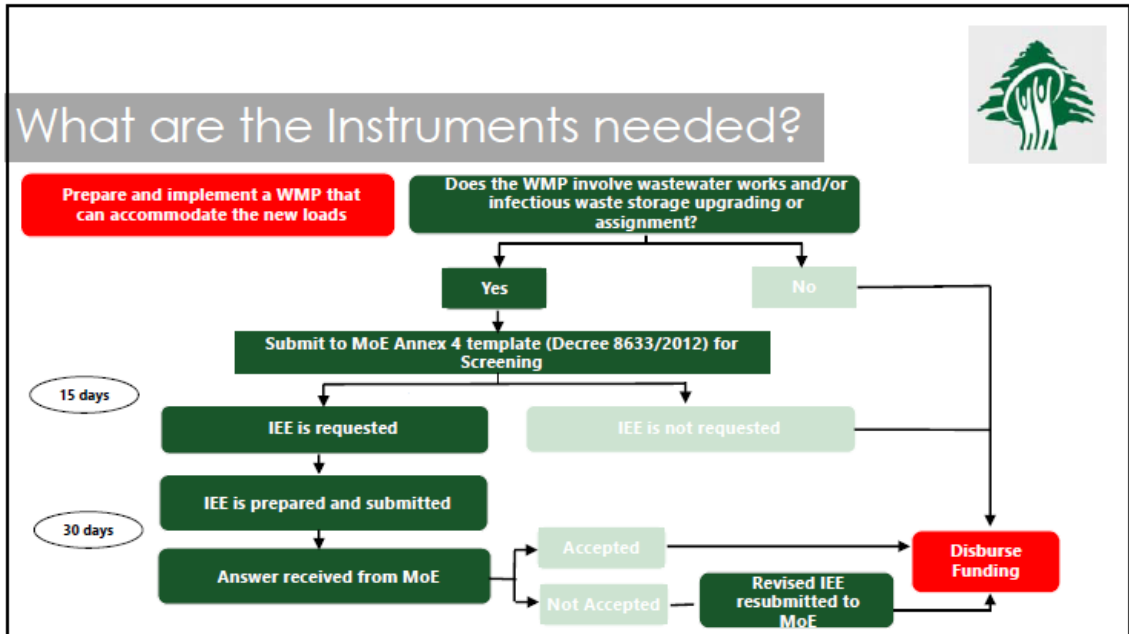 What are the Instruments needed?
Prepare and implement a WMP that
can accommodate the new loads
Does the WMP involve wastewater works and/or
infectious waste storage upgrading or
assignment?
Yes
No
Submit to MoE Annex 4 template (Decree 8633/2012) for
Screening
15 days
IEE is requested
IEE is not requested
IEE is prepared and submitted
30 days
Answer received from MoE
Accepted
Not Accepted
Revised IEE
resubmitted to
MoE
Disburse
Funding